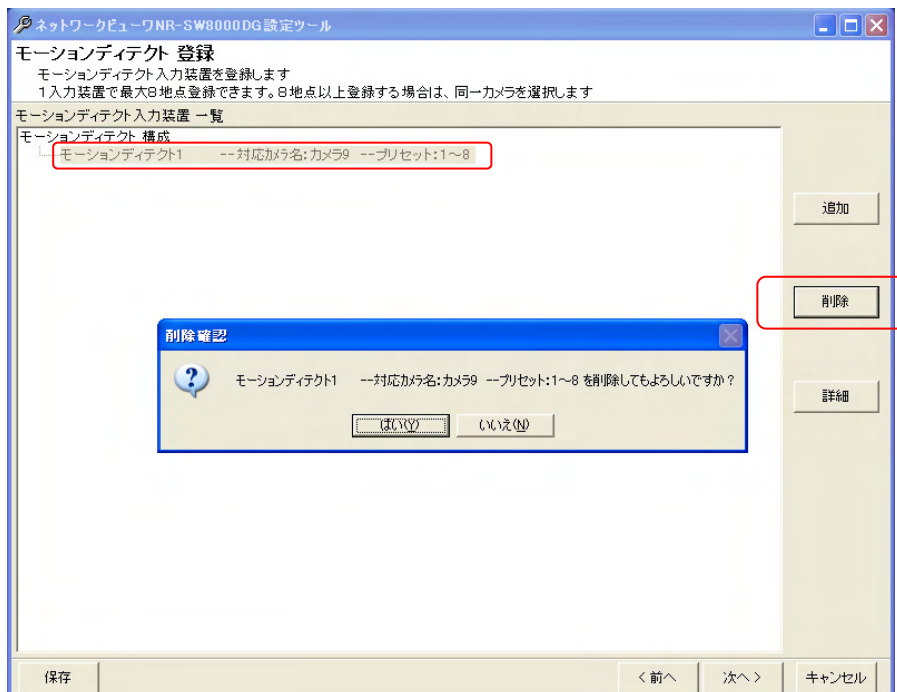 ネットワークビューワNR-SW8000DG設定ツール
モーションディテクト 登録
モーションディテクト入力装置を登録します
1入力装置で最大8地点登録できます。8地点以上登録する場合は、同一カメラを選択します
モーションディテクト入力装置 一覧
モーションディテクト 構成
モーションディテクト1 --対応カメラ名:カメラ9 --プリセット:1~8
追加
削除
削除確認
モーションディテクト1 --対応カメラ名:カメラ9 --プリセット:1~8 を削除してもよろしいですか?
詳細
はい(Y) いいえ(N)
保存 <前へ 次へ> キャンセル